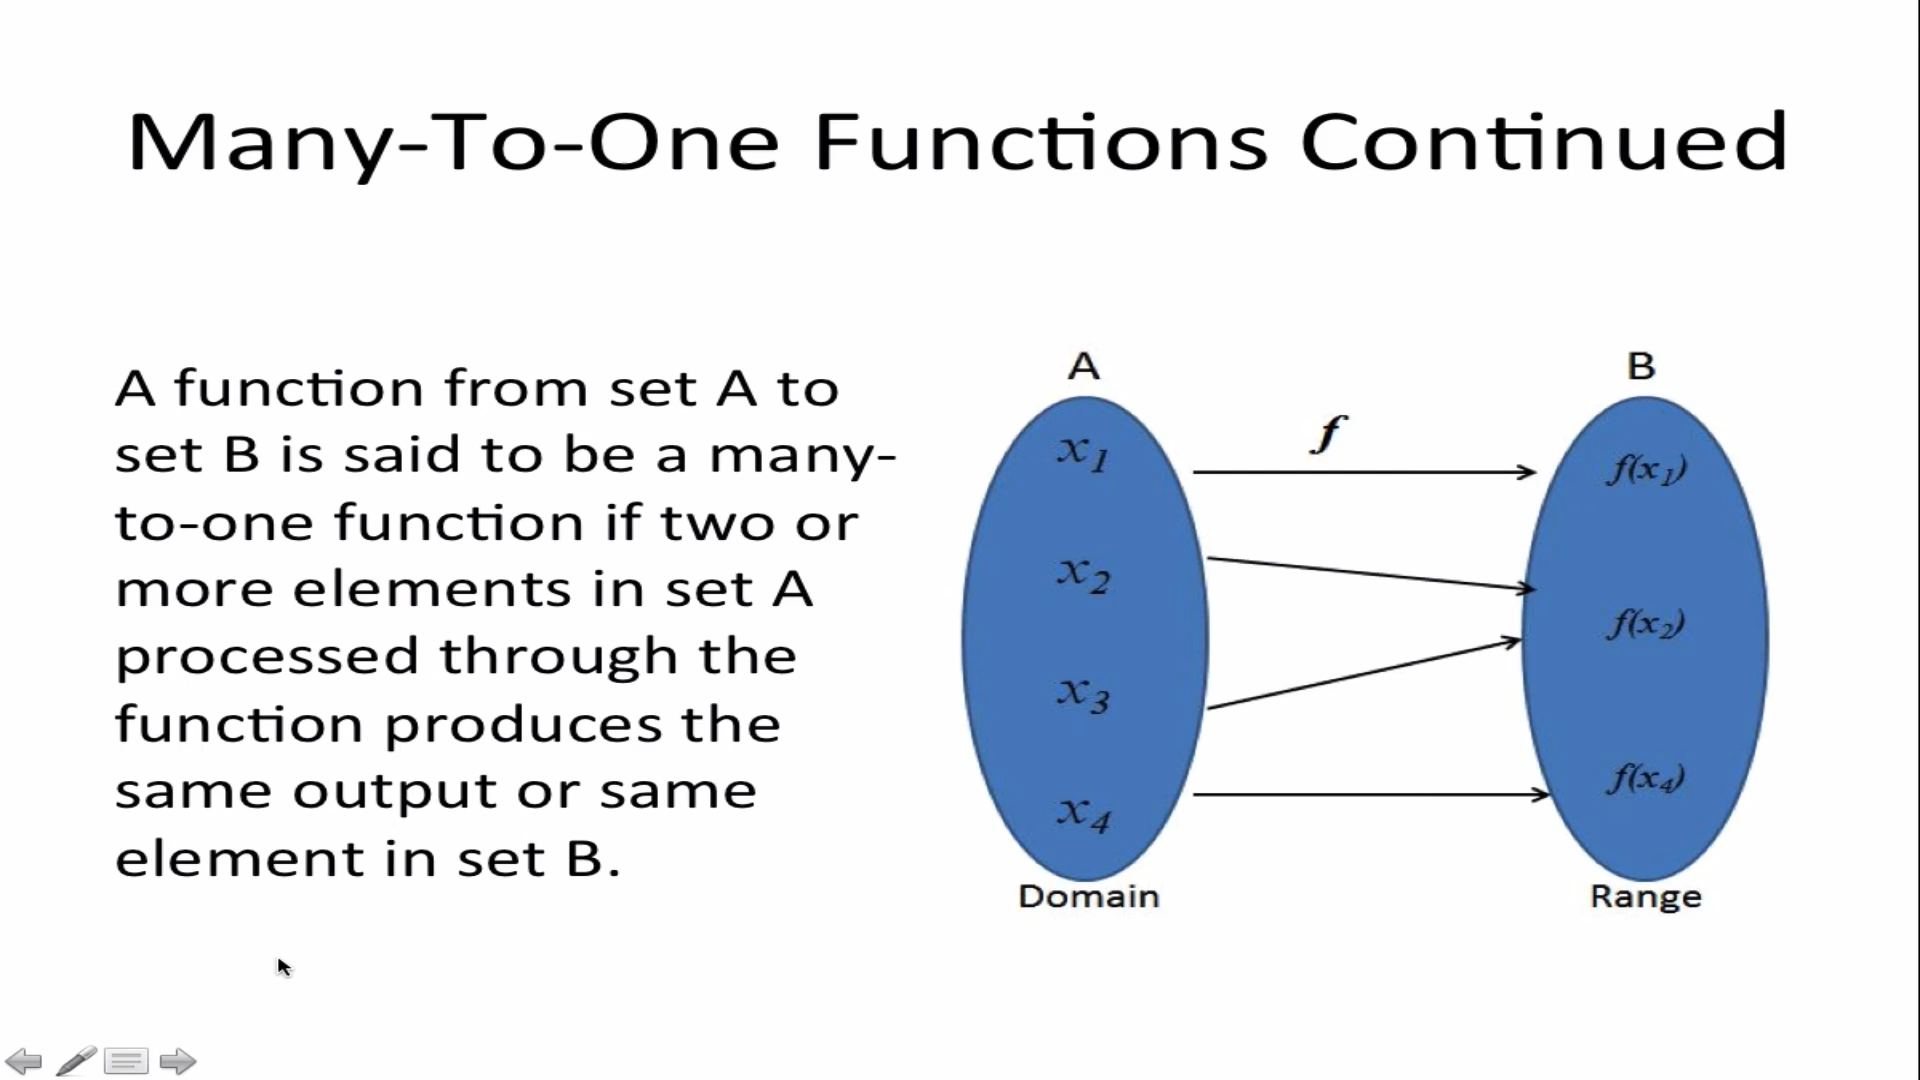 Many-To-One Functions Continued
A function from set A to
set B is said to be a many-
to-one function if two or
more elements in set A
processed through the
function produces the
same output or same
element in set B.
A
B
f
x₁
x₂
x₃
x₄
f(x₁)
f(x₂)
f(x₄)
Domain
Range